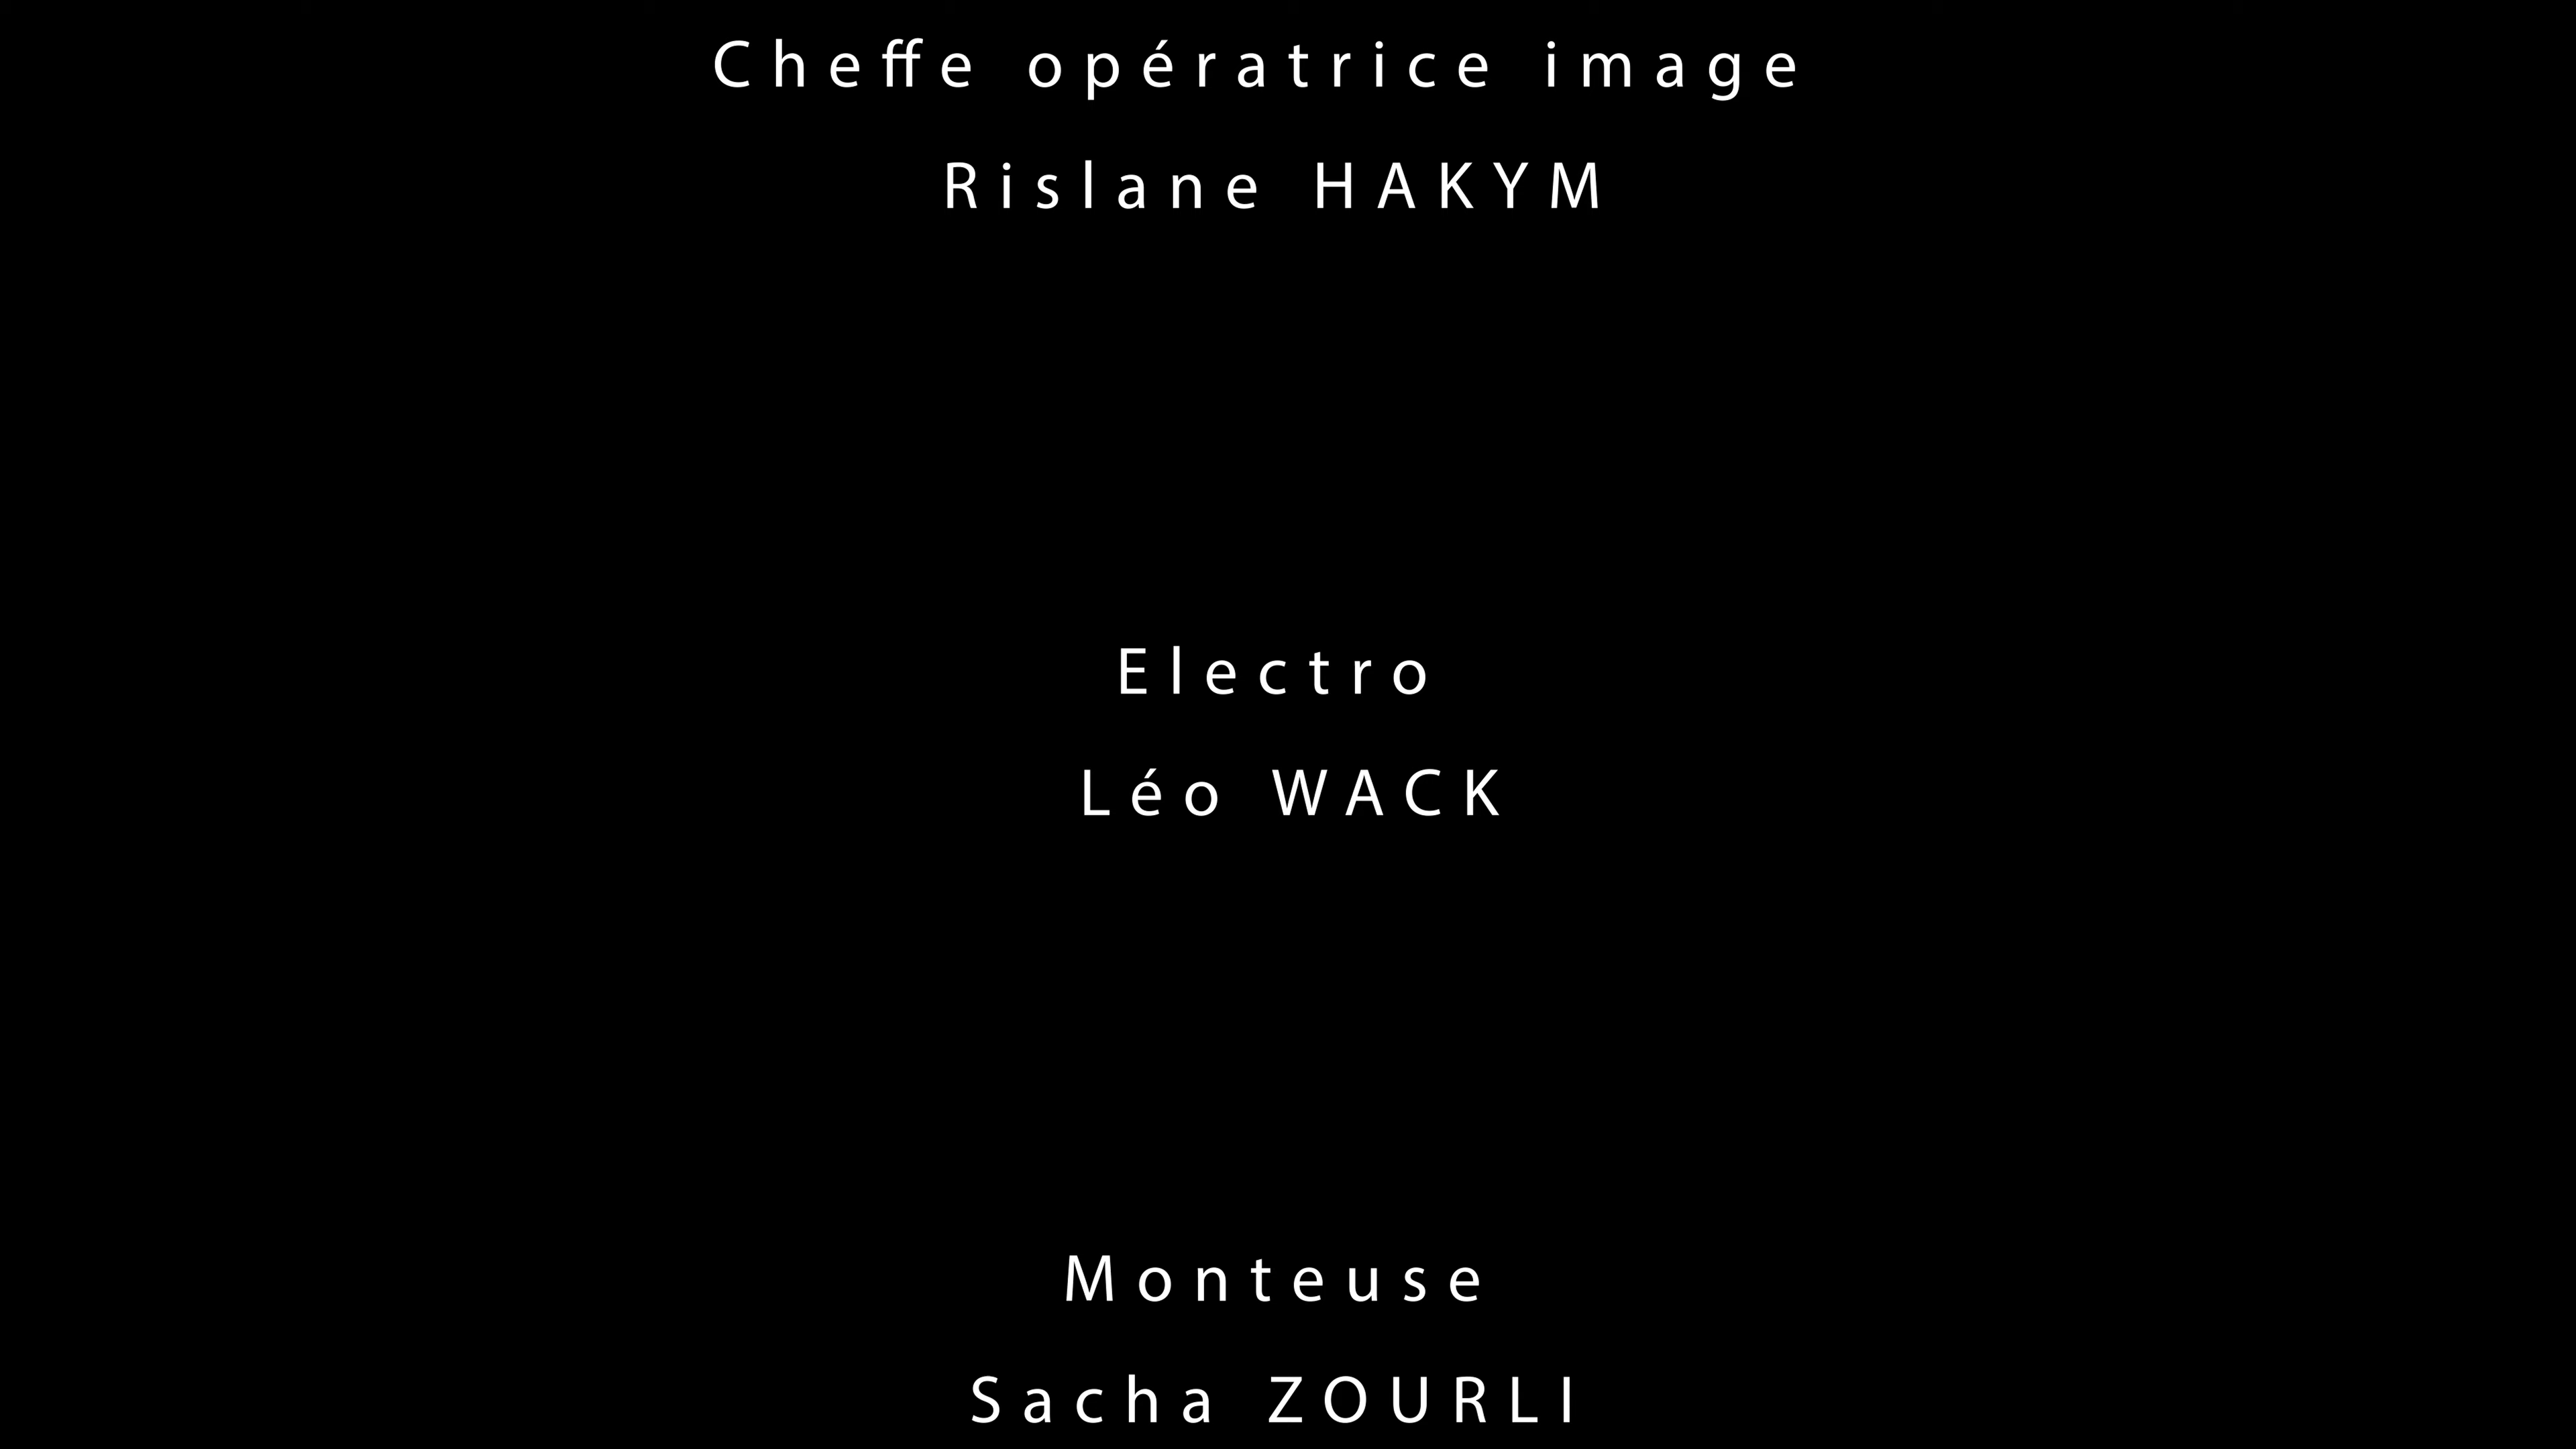 Cheffe opératrice image
Rislane HAKYM
Electro
Léo WACK
Monteuse
Sacha ZOURLI